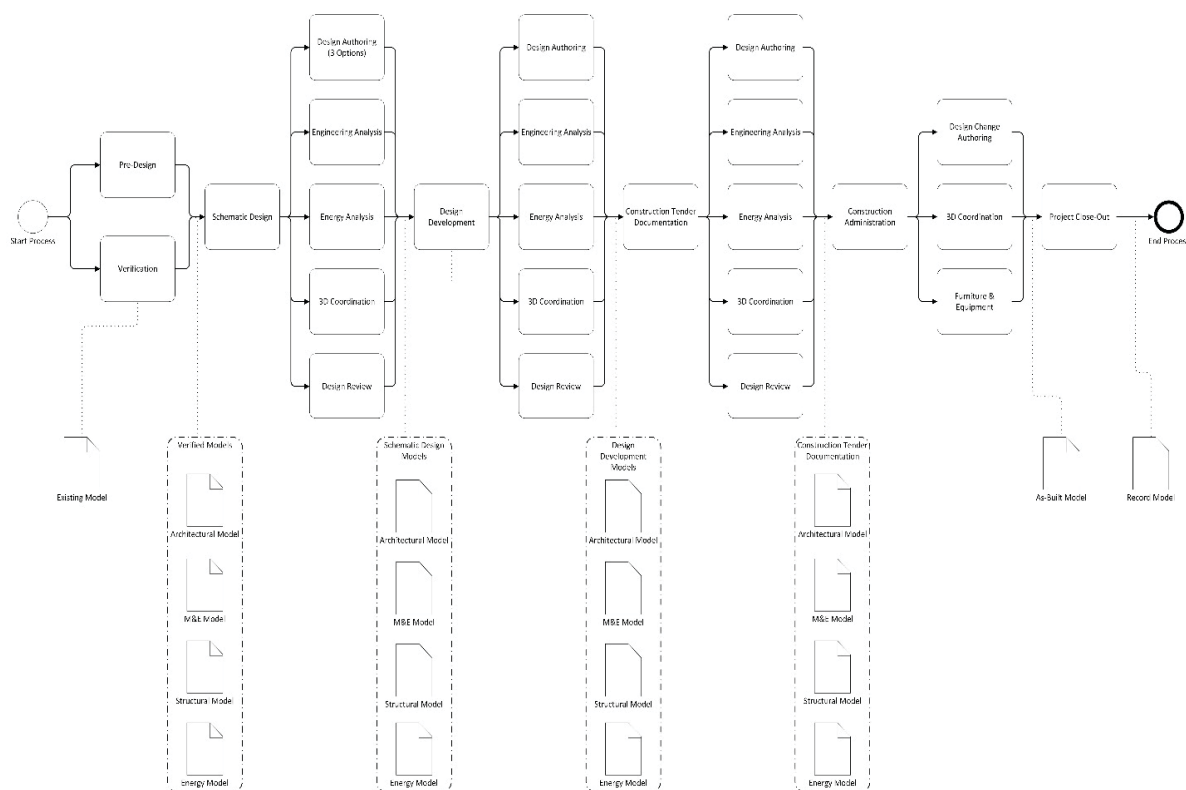 Start Process
Pre-Design
Verification
Schematic Design
Design Authoring
(3 Options)
Engineering Analysis
Energy Analysis
3D Coordination
Design Review
Design
Development
Design Authoring
Engineering Analysis
Energy Analysis
3D Coordination
Design Review
Construction Tender
Documentation
Design Authoring
Engineering Analysis
Energy Analysis
3D Coordination
Design Review
Construction
Administration
Design Change
Authoring
3D Coordination
Furniture &
Equipment
Project Close-Out
End Proces
Existing Model
Verified Models
Architectural Model
M&E Model
Structural Model
Energy Model
Schematic Design
Models
Architectural Model
M&E Model
Structural Model
Energy Model
Design
Development
Models
Architectural Model
M&E Model
Structural Model
Energy Model
Construction Tender
Documentation
Architectural Model
M&E Model
Structural Model
Energy Model
As-Built Model
Record Model